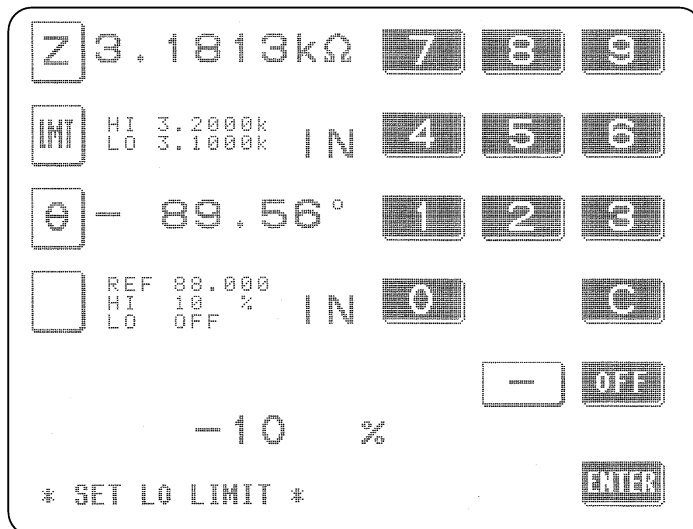 Z 3.1813kΩ 7 8 9
LMT HI 3.2000k IN 4 5 6
LO 3.1000k
θ - 89.56° 1 2 3
REF 88.000
HI 10 % IN 0 C
LO OFF
- OFF
-10 %
* SET LO LIMIT * ENTER